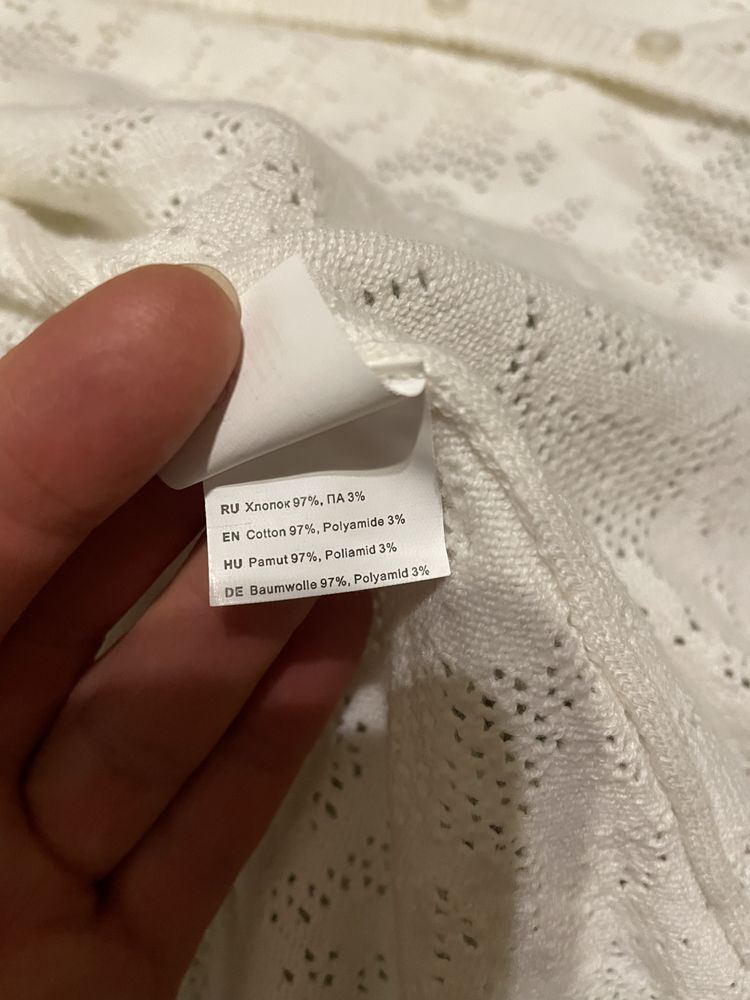 RU Хлопок 97%, ПА 3%
EN Cotton 97%, Polyamide 3%
HU Pamut 97%, Poliamid 3%
DE Baumwolle 97%, Polyamid 3%